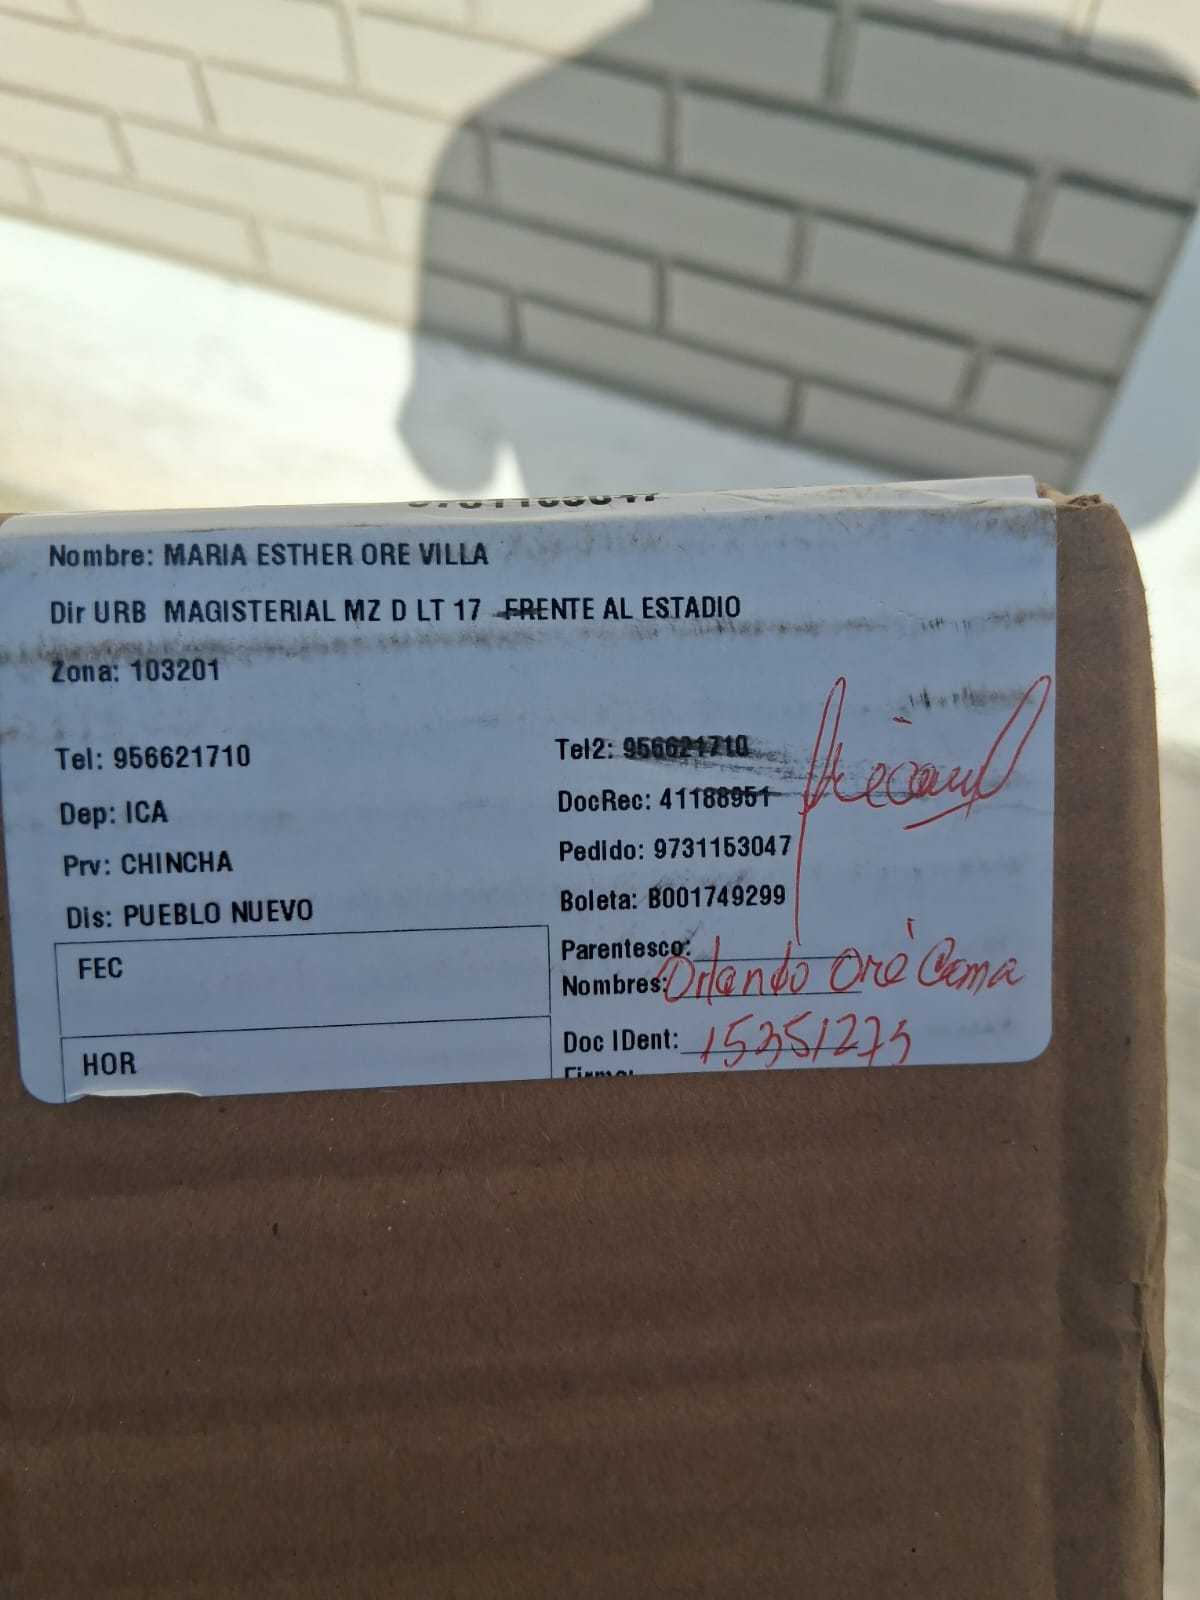 Nombre: MARIA ESTHER ORE VILLA
Dir URB MAGISTERIAL MZ D LT 17 FRENTE AL ESTADIO
Zona: 103201
Tel: 956621710
Tel2: 956621710
Dep: ICA
DocRec: 41188951
Prv: CHINCHA
Pedido: 9731153047
Dis: PUEBLO NUEVO
Boleta: B001749299
FEC
Parentesco:
Nombres: Orlando Oré Cama
HOR
Doc IDent: 15351275
Firma: